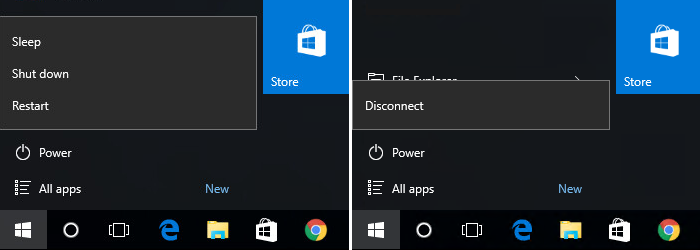 Sleep
Shut down
Restart
Store
Power
All apps
New
File Explorer
Disconnect
Store
Power
All apps
New